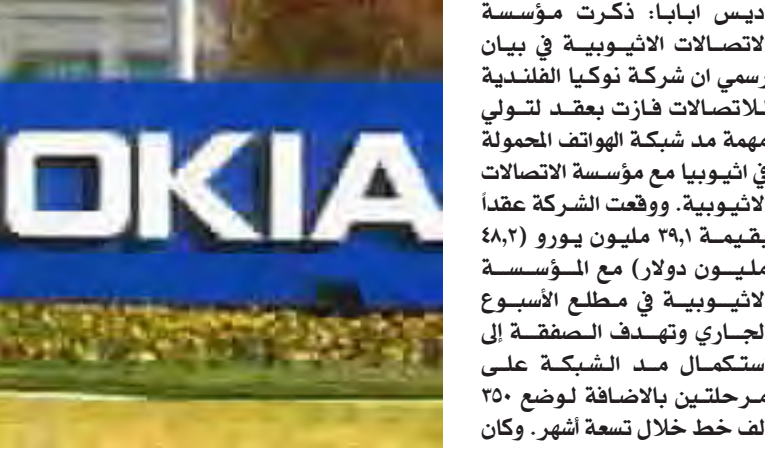 ديس ابابا: ذكرت مؤسسة
لاتصالات الاثيوبية في بيان
رسمي ان شركة نوكيا الفلندية
للاتصالات فازت بعقد لتولي
مهمة مد شبكة الهواتف المحمولة
في اثيوبيا مع مؤسسة الاتصالات
لاثيوبية. ووقعت الشركة عقداً
بقيمة ٣٩,١ مليون يورو (٤٨,٢
مليون دولار) مع المؤسسة
لاثيوبية في مطلع الأسبوع
لجاري وتهدف الصفقة إلى
ستكمال مد الشبكة على
مرحلتين بالاضافة لوضع ٣٥٠
لف خط خلال تسعة أشهر. وكان
OKIA